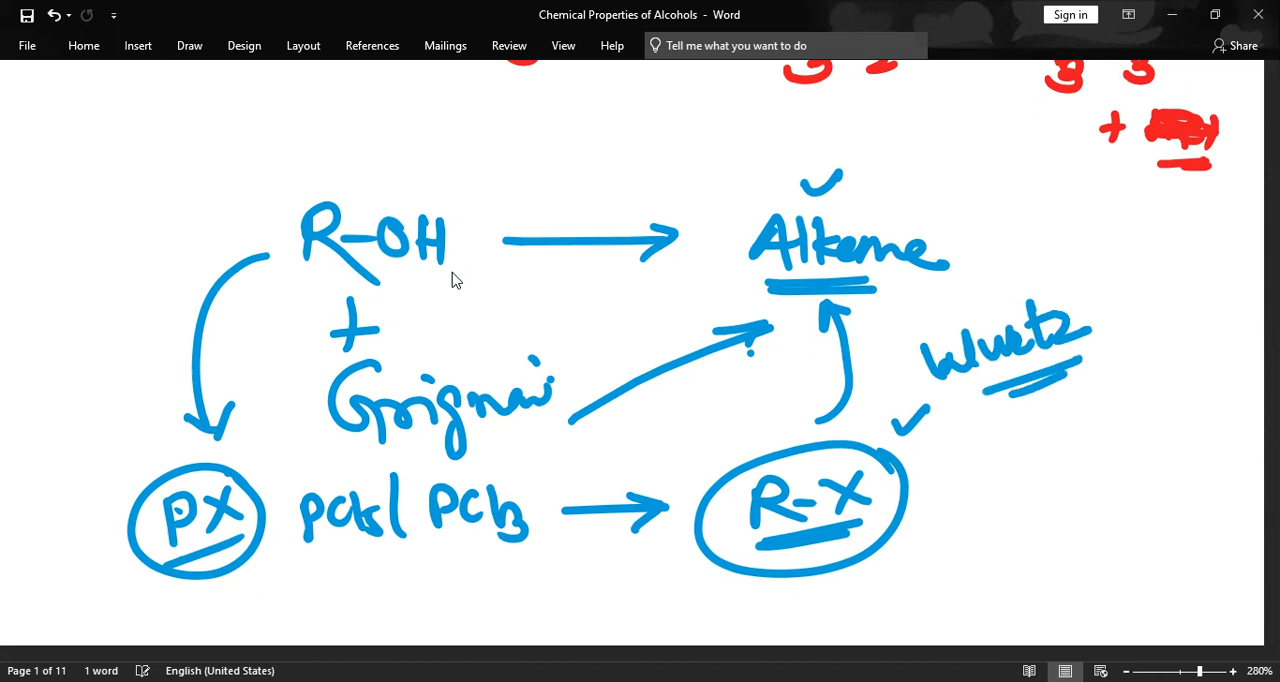 Chemical Properties of Alcohols - Word
Sign in
File Home Insert Draw Design Layout References Mailings Review View Help Tell me what you want to do Share
+
R-OH → Alkene
+
Grignai
Wurtz
PX PCl5/ PCl3 → R-X
Page 1 of 11 1 word English (United States) 280%